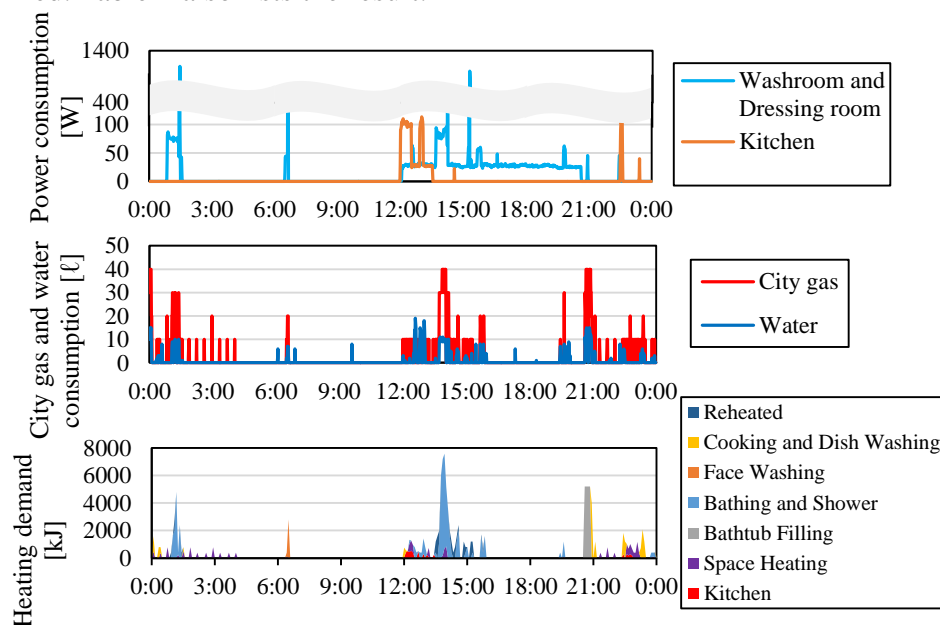 1400
400
100
50
0
Power consumption
[W]
0:00 3:00 6:00 9:00 12:00 15:00 18:00 21:00 0:00
Washroom and
Dressing room
Kitchen
50
40
30
20
10
0
City gas and water
consumption [ℓ]
0:00 3:00 6:00 9:00 12:00 15:00 18:00 21:00 0:00
City gas
Water
8000
6000
4000
2000
0
Heating demand
[kJ]
0:00 3:00 6:00 9:00 12:00 15:00 18:00 21:00 0:00
Reheated
Cooking and Dish Washing
Face Washing
Bathing and Shower
Bathtub Filling
Space Heating
Kitchen